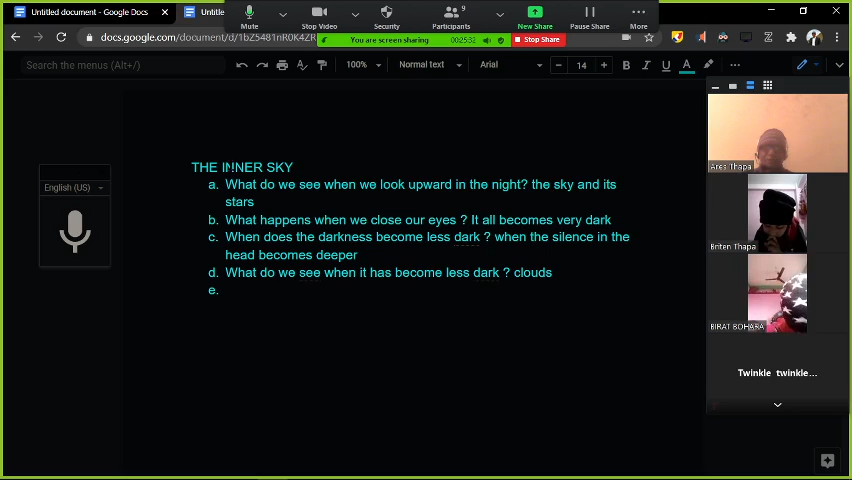 Untitled document - Google Docs
Mute
Stop Video
Security
9
Participants
New Share
Pause Share
More
docs.google.com/document/d/1bZ5481nR0K4ZR
You are screen sharing
00:25:52
Stop Share
Search the menus (Alt+/)
100%
Normal text
Arial
14
B I U A
THE INNER SKY
English (US)
a. What do we see when we look upward in the night? the sky and its
stars
b. What happens when we close our eyes ? It all becomes very dark
c. When does the darkness become less dark ? when the silence in the
head becomes deeper
d. What do we see when it has become less dark ? clouds
e.
Ares Thapa
Briten Thapa
BIRAT BOHARA
Twinkle twinkle...